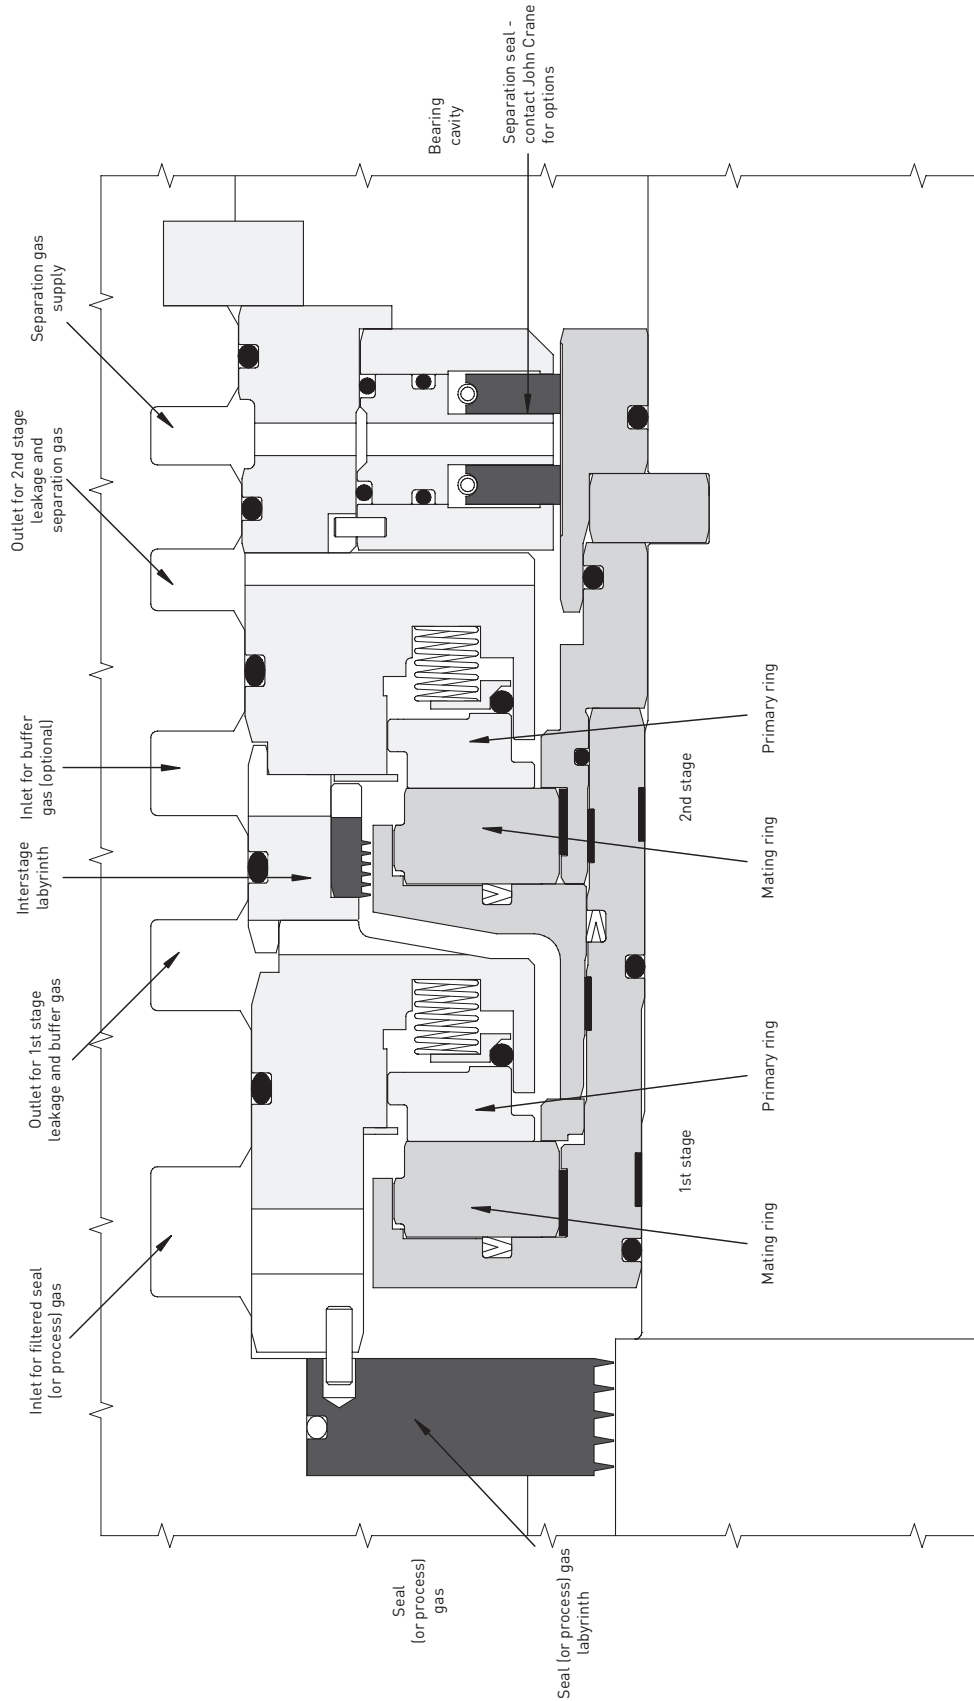 Inlet for filtered seal
(or process) gas
Outlet for 1st stage
leakage and buffer gas
Interstage
labyrinth
Inlet for buffer
gas (optional)
Outlet for 2nd stage
leakage and
separation gas
Separation gas
supply
Seal
(or process)
gas
Bearing
cavity
Seal (or process) gas
labyrinth
Separation seal -
contact John Crane
for options
1st stage
2nd stage
Mating ring
Primary ring
Mating ring
Primary ring